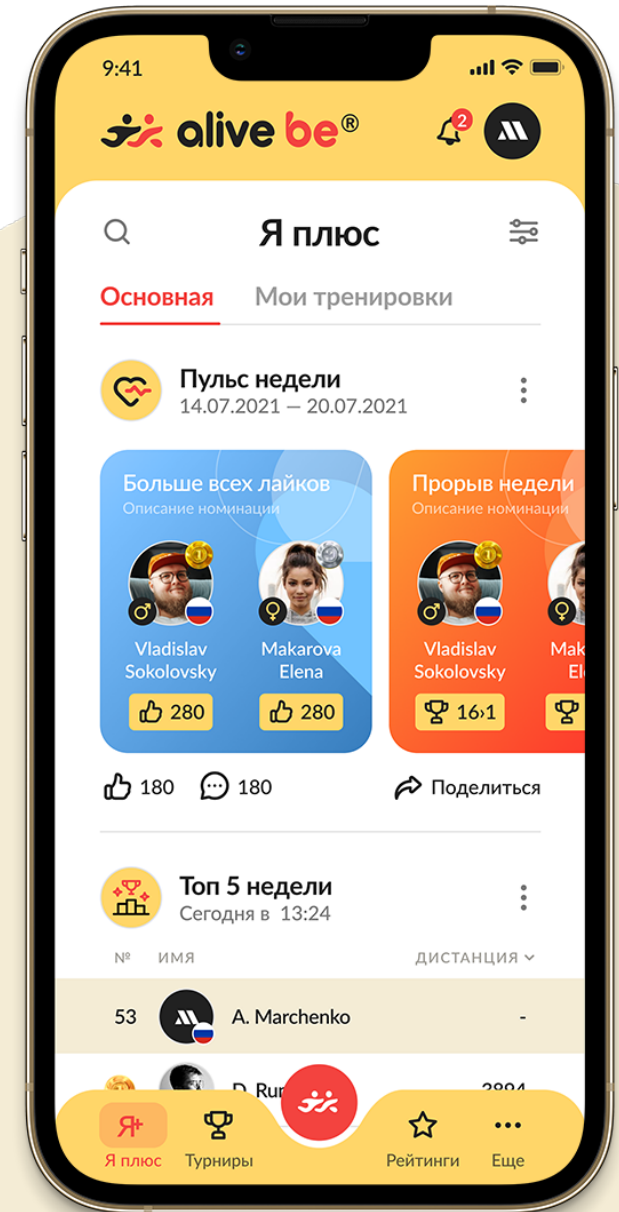 9:41
alive be®
2
Я плюс
Основная
Мои тренировки
Пульс недели
14.07.2021 — 20.07.2021
Больше всех лайков
Описание номинации
Vladislav
Sokolovsky
280
Makarova
Elena
280
Прорыв недели
Описание номинации
Vladislav
Sokolovsky
16›1
180
180
Поделиться
Топ 5 недели
Сегодня в 13:24
№ ИМЯ ДИСТАНЦИЯ
53 A. Marchenko -
Я+
Я плюс
Турниры
Рейтинги
Еще